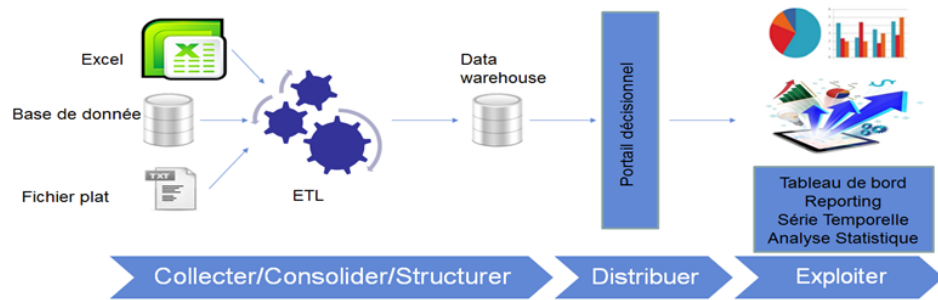 Excel
Base de donnée
TXT
Fichier plat
ETL
Data
warehouse
Portail décisionnel
Tableau de bord
Reporting
Série Temporelle
Analyse Statistique
Collecter/Consolider/Structurer
Distribuer
Exploiter